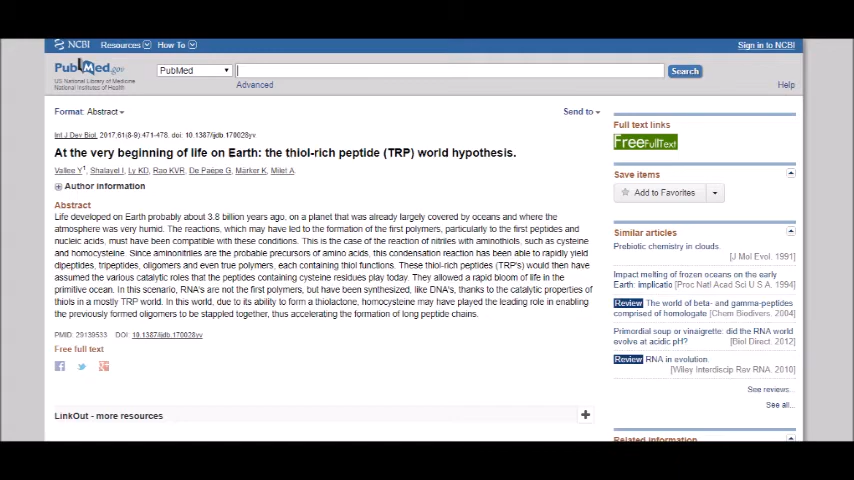 NCBI Resources How To Sign in to NCBI
PubMed.gov
US National Library of Medicine
National Institutes of Health
PubMed
Search
Advanced
Help
Format: Abstract
Send to
Int J Dev Biol. 2017;61(8-9):471-478. doi: 10.1387/ijdb.170028yv
At the very beginning of life on Earth: the thiol-rich peptide (TRP) world hypothesis.
Vallee Y1, Shalayel I, Ly KD, Rao KVR, De Paëpe G, Märker K, Milet A.
Author information
Abstract
Life developed on Earth probably about 3.8 billion years ago, on a planet that was already largely covered by oceans and where the
atmosphere was very humid. The reactions, which may have led to the formation of the first polymers, particularly to the first peptides and
nucleic acids, must have been compatible with these conditions. This is the case of the reaction of nitriles with aminothiols, such as cysteine
and homocysteine. Since aminonitriles are the probable precursors of amino acids, this condensation reaction has been able to rapidly yield
dipeptides, tripeptides, oligomers and even true polymers, each containing thiol functions. These thiol-rich peptides (TRP's) would then have
assumed the various catalytic roles that the peptides containing cysteine residues play today. They allowed a rapid bloom of life in the
primitive ocean. In this scenario, RNA's are not the first polymers, but have been synthesized, like DNA's, thanks to the catalytic properties of
thiols in a mostly TRP world. In this world, due to its ability to form a thiolactone, homocysteine may have played the leading role in enabling
the previously formed oligomers to be stappled together, thus accelerating the formation of long peptide chains.
PMID: 29139533 DOI: 10.1387/ijdb.170028yv
Free full text
LinkOut - more resources
Full text links
FreeFullText
Save items
Add to Favorites
Similar articles
Prebiotic chemistry in clouds.
[J Mol Evol. 1991]
Impact melting of frozen oceans on the early
Earth: implicatio [Proc Natl Acad Sci U S A. 1994]
Review The world of beta- and gamma-peptides
comprised of homologate [Chem Biodivers. 2004]
Primordial soup or vinaigrette: did the RNA world
evolve at acidic pH? [Biol Direct. 2012]
Review RNA in evolution.
[Wiley Interdiscip Rev RNA. 2010]
See reviews...
See all...
Related information